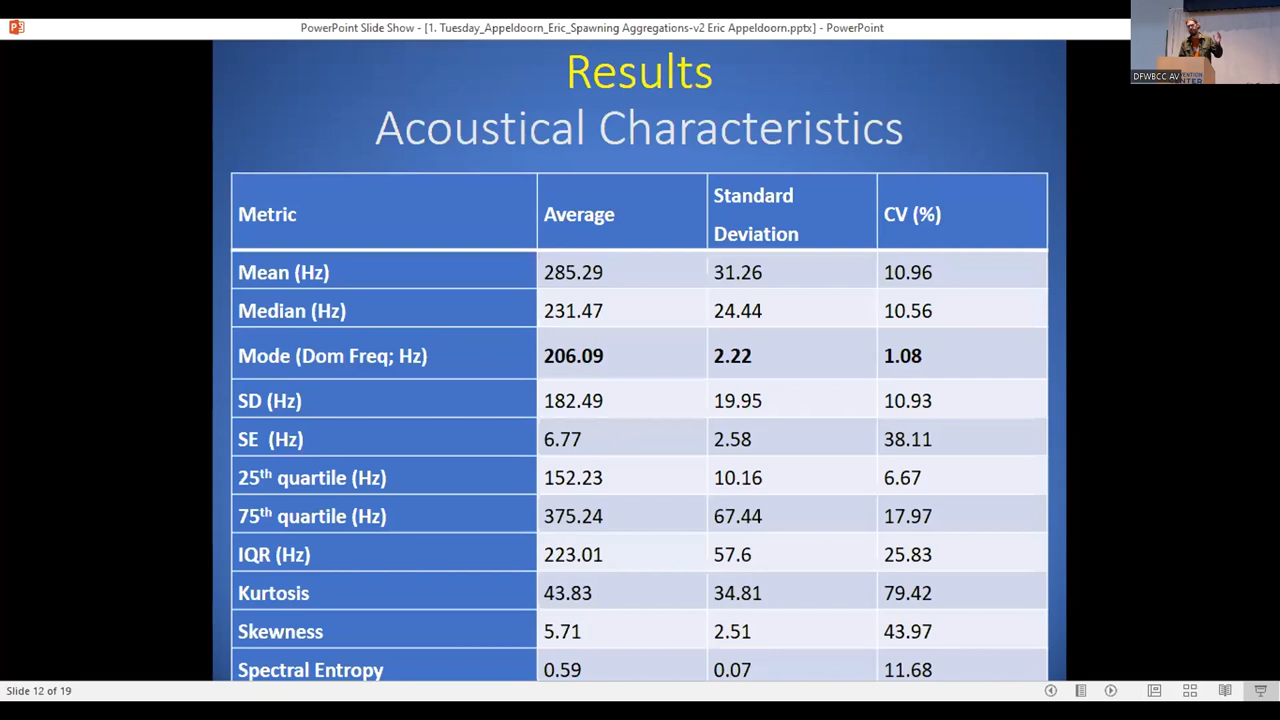 PowerPoint Slide Show - [1. Tuesday_Appeldoorn_Eric_Spawning Aggregations-v2 Eric Appeldoorn.pptx] - PowerPoint
DFWBCC AV
Results
Acoustical Characteristics
Metric Average Standard Deviation CV (%)
Mean (Hz) 285.29 31.26 10.96
Median (Hz) 231.47 24.44 10.56
Mode (Dom Freq; Hz) 206.09 2.22 1.08
SD (Hz) 182.49 19.95 10.93
SE (Hz) 6.77 2.58 38.11
25th quartile (Hz) 152.23 10.16 6.67
75th quartile (Hz) 375.24 67.44 17.97
IQR (Hz) 223.01 57.6 25.83
Kurtosis 43.83 34.81 79.42
Skewness 5.71 2.51 43.97
Spectral Entropy 0.59 0.07 11.68
Slide 12 of 19